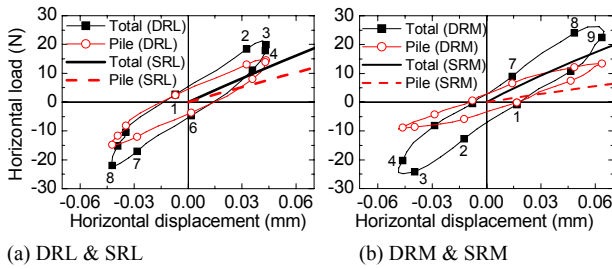 Total (DRL)
Pile (DRL)
Total (SRL)
Pile (SRL)
Horizontal load (N)
30
20
10
0
-10
-20
-30
1
2
3
4
6
7
8
-0.06 -0.03 0.00 0.03 0.06
Horizontal displacement (mm)
(a) DRL & SRL
Total (DRM)
Pile (DRM)
Total (SRM)
Pile (SRM)
30
20
10
0
-10
-20
-30
1
2
3
4
7
8
9
-0.06 -0.03 0.00 0.03 0.06
Horizontal displacement (mm)
(b) DRM & SRM